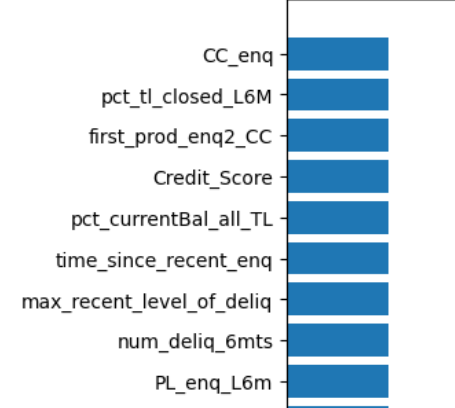 CC_enq
pct_tl_closed_L6M
first_prod_enq2_CC
Credit_Score
pct_currentBal_all_TL
time_since_recent_enq
max_recent_level_of_deliq
num_deliq_6mts
PL_enq_L6m